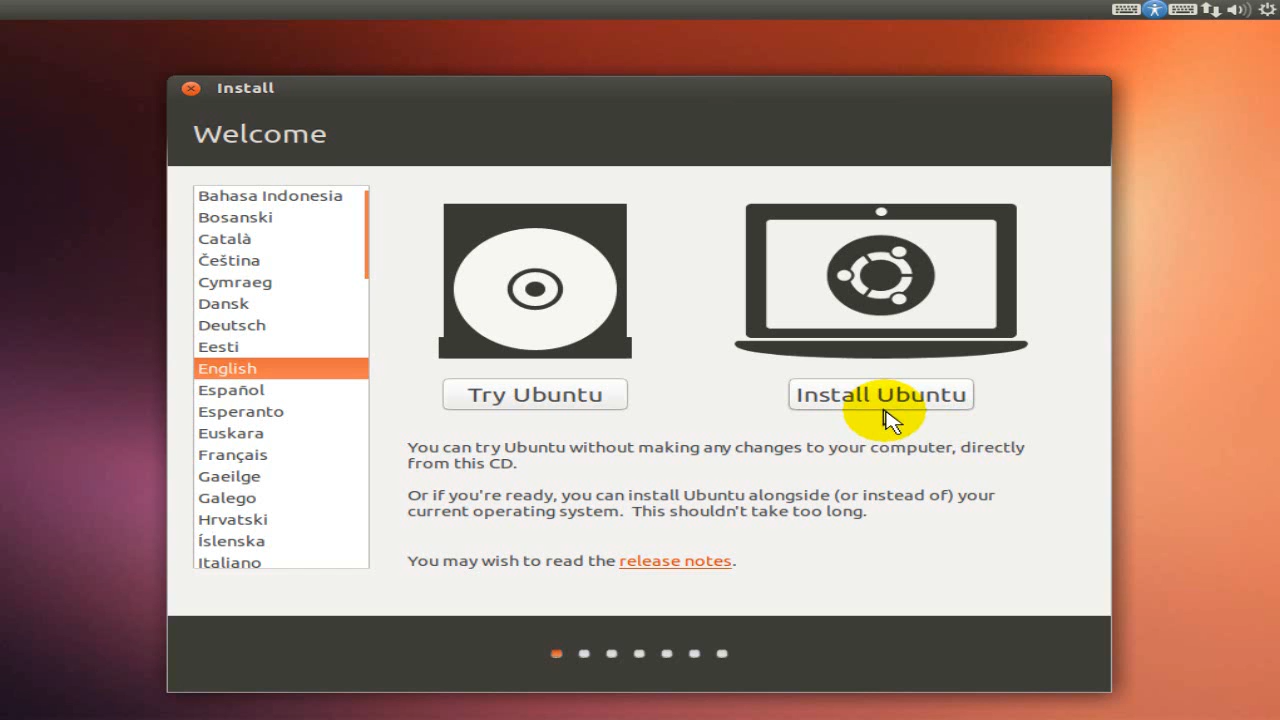 Install
Welcome
Bahasa Indonesia
Bosanski
Català
Čeština
Cymraeg
Dansk
Deutsch
Eesti
English
Español
Esperanto
Euskara
Français
Gaeilge
Galego
Hrvatski
Íslenska
Italiano
Try Ubuntu
Install Ubuntu
You can try Ubuntu without making any changes to your computer, directly
from this CD.
Or if you're ready, you can install Ubuntu alongside (or instead of) your
current operating system. This shouldn't take too long.
You may wish to read the release notes.